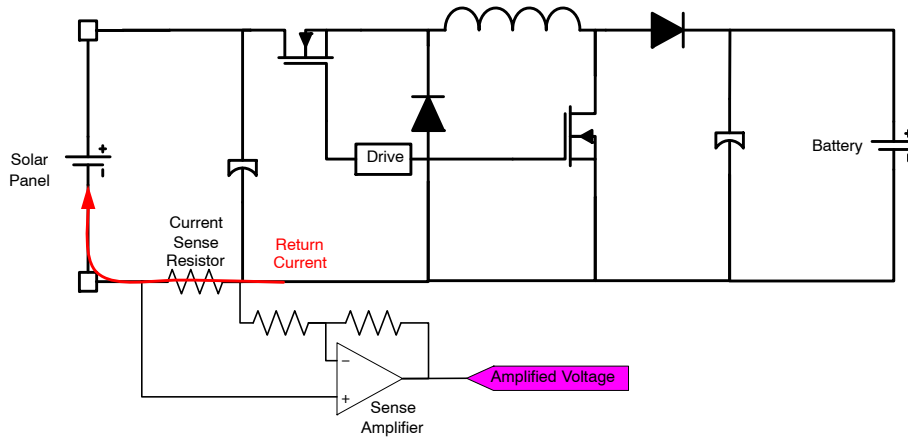 Solar
Panel
Current
Sense
Resistor
Return
Current
Drive
Battery
Amplified Voltage
Sense
Amplifier